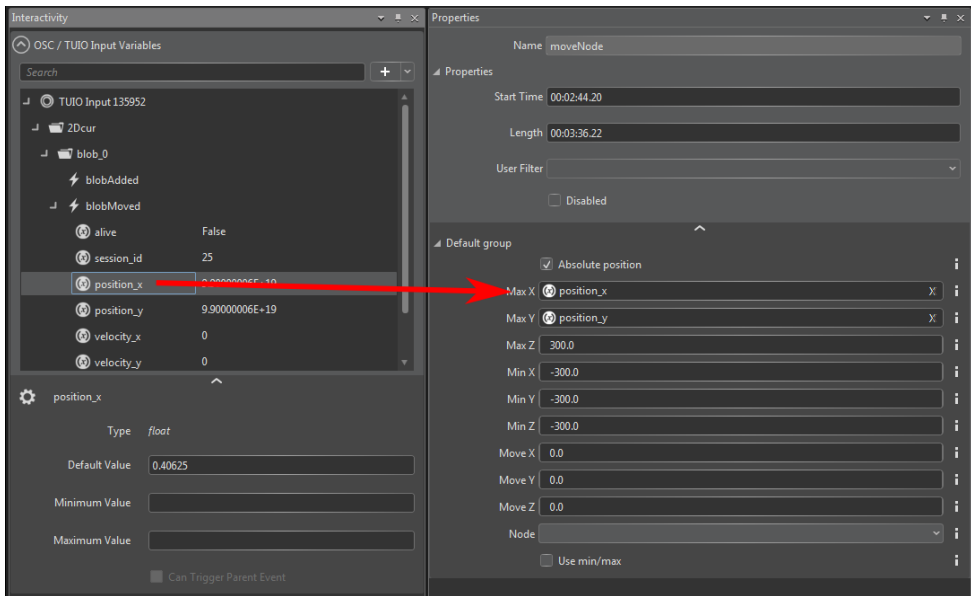 Interactivity
OSC / TUIO Input Variables
Search
TUIO Input 135952
2Dcur
blob_0
blobAdded
blobMoved
alive False
session_id 25
position_x 9.90000006E+19
position_y 9.90000006E+19
velocity_x 0
velocity_y 0
position_x
Type float
Default Value 0.40625
Minimum Value
Maximum Value
Can Trigger Parent Event
Properties
Name moveNode
Properties
Start Time 00:02:44.20
Length 00:03:36.22
User Filter
Disabled
Default group
Absolute position
Max X (x) position_x X
Max Y (x) position_y X
Max Z 300.0
Min X -300.0
Min Y -300.0
Min Z -300.0
Move X 0.0
Move Y 0.0
Move Z 0.0
Node
Use min/max